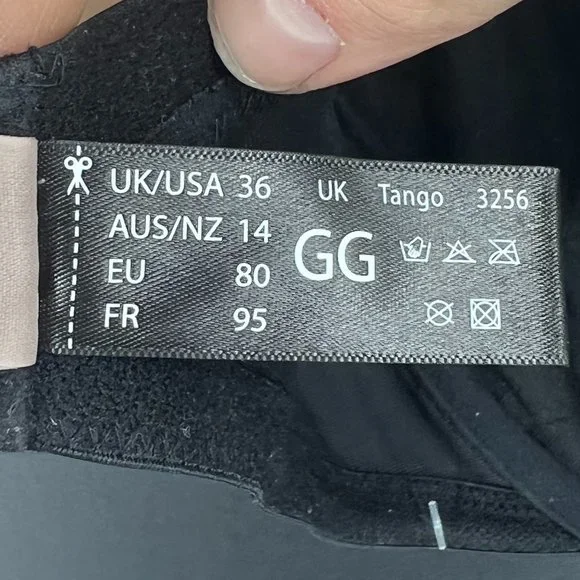 UK/USA 36 UK Tango 3256
AUS/NZ 14 GG
EU 80
FR 95